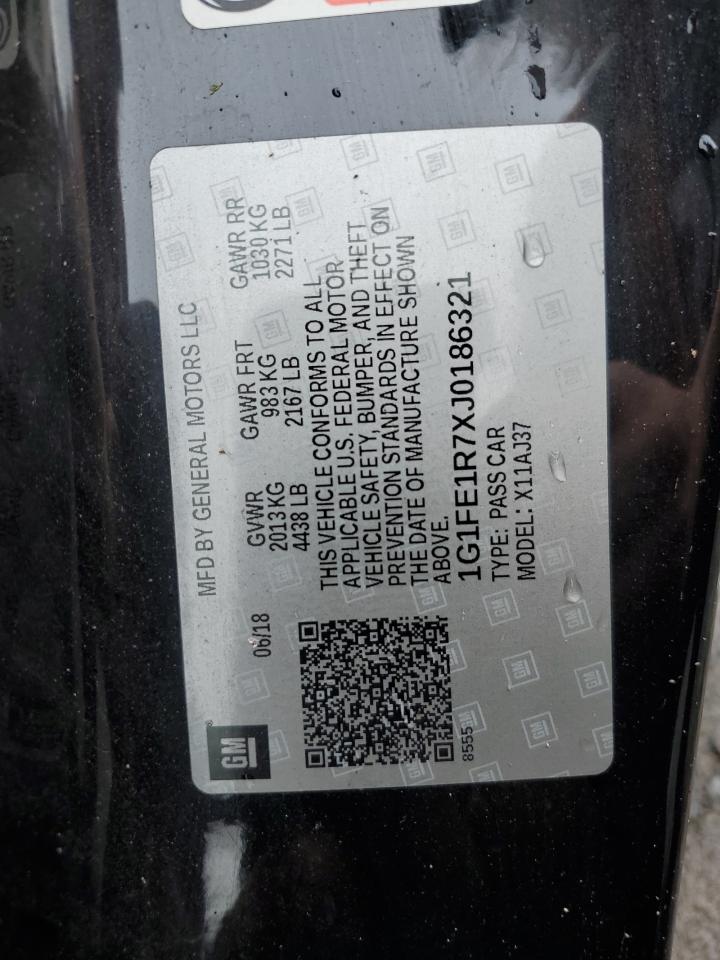 GM
MFD BY GENERAL MOTORS LLC
06/18
GVWR GAWR FRT GAWR RR
2013 KG 983 KG 1030 KG
4438 LB 2167 LB 2271 LB
THIS VEHICLE CONFORMS TO ALL
APPLICABLE U.S. FEDERAL MOTOR
VEHICLE SAFETY, BUMPER, AND THEFT
PREVENTION STANDARDS IN EFFECT ON
THE DATE OF MANUFACTURE SHOWN
ABOVE.
1G1FE1R7XJ0186321
TYPE: PASS CAR
MODEL: X11AJ37
8555